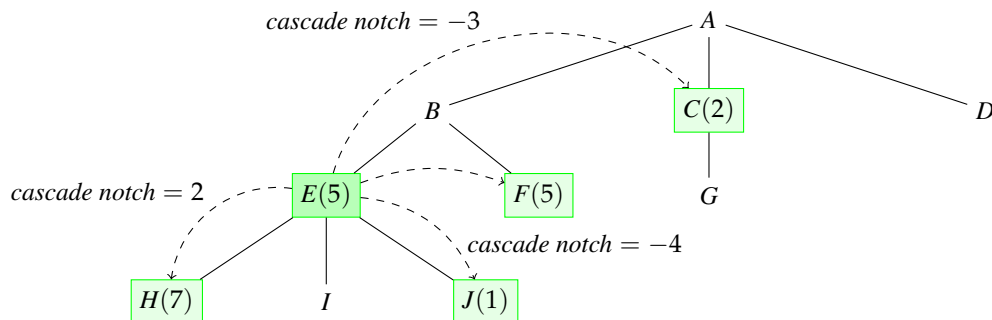 cascade notch = −3
A
B
C(2)
D
cascade notch = 2
E(5)
F(5)
G
cascade notch = −4
H(7)
I
J(1)